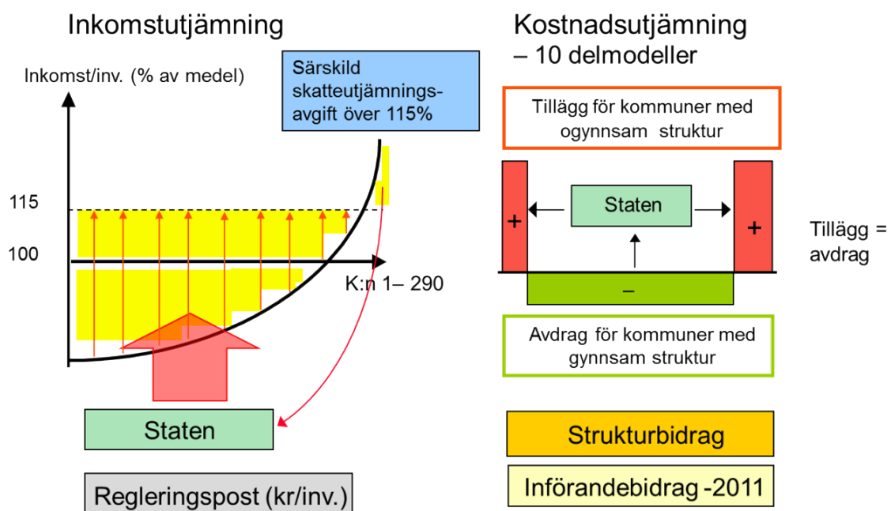 Inkomstutjämning
Inkomst/inv. (% av medel)
Särskild
skatteutjämnings-
avgift över 115%
115
100
K:n 1– 290
Staten
Regleringspost (kr/inv.)
Kostnadsutjämning
– 10 delmodeller
Tillägg för kommuner med
ogynnsam struktur
Staten
+
+
Tillägg =
avdrag
–
Avdrag för kommuner med
gynnsam struktur
Strukturbidrag
Införandebidrag -2011